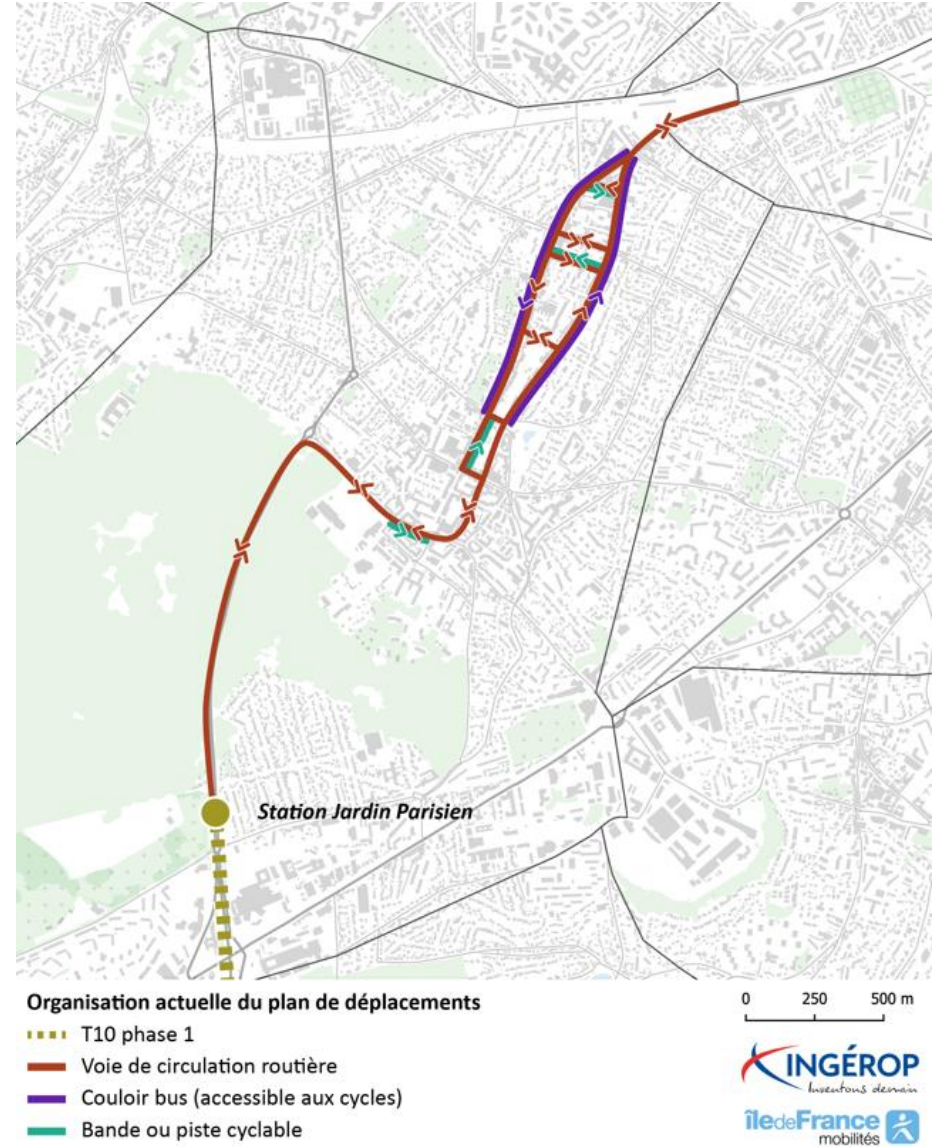 Station Jardin Parisien
Organisation actuelle du plan de déplacements
T10 phase 1
Voie de circulation routière
Couloir bus (accessible aux cycles)
Bande ou piste cyclable
0 250 500 m
INGÉROP
Inventons demain
îledeFrance
mobilités